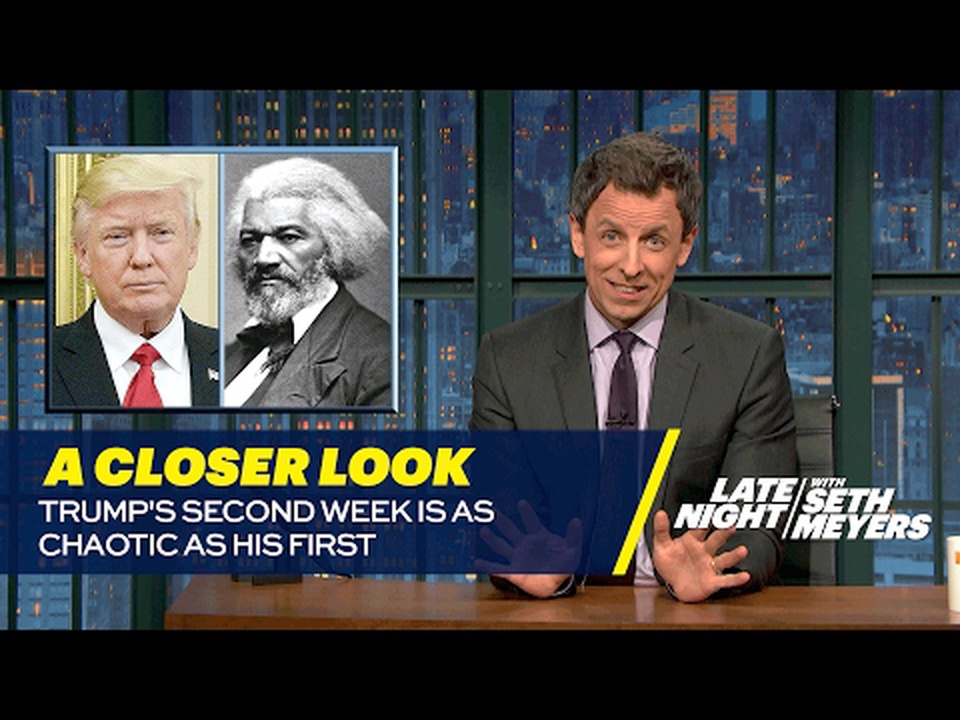 A CLOSER LOOK
TRUMP'S SECOND WEEK IS AS
CHAOTIC AS HIS FIRST
LATE NIGHT WITH SETH MEYERS